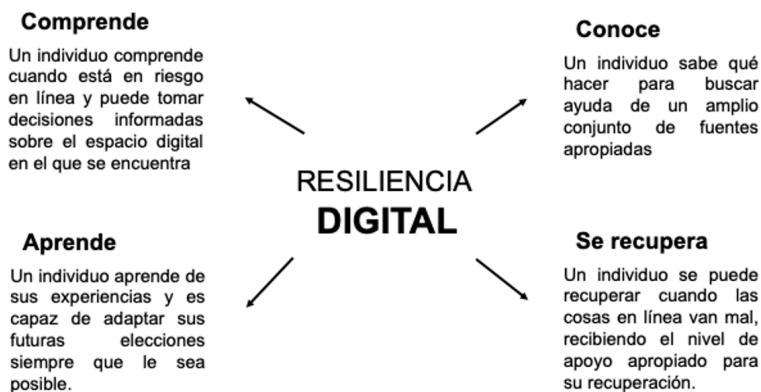 Comprende
Un individuo comprende
cuando está en riesgo
en línea y puede tomar
decisiones informadas
sobre el espacio digital
en el que se encuentra
Conoce
Un individuo sabe qué
hacer para buscar
ayuda de un amplio
conjunto de fuentes
apropiadas
RESILIENCIA
DIGITAL
Aprende
Un individuo aprende de
sus experiencias y es
capaz de adaptar sus
futuras elecciones
siempre que le sea
posible.
Se recupera
Un individuo se puede
recuperar cuando las
cosas en línea van mal,
recibiendo el nivel de
apoyo apropiado para
su recuperación.